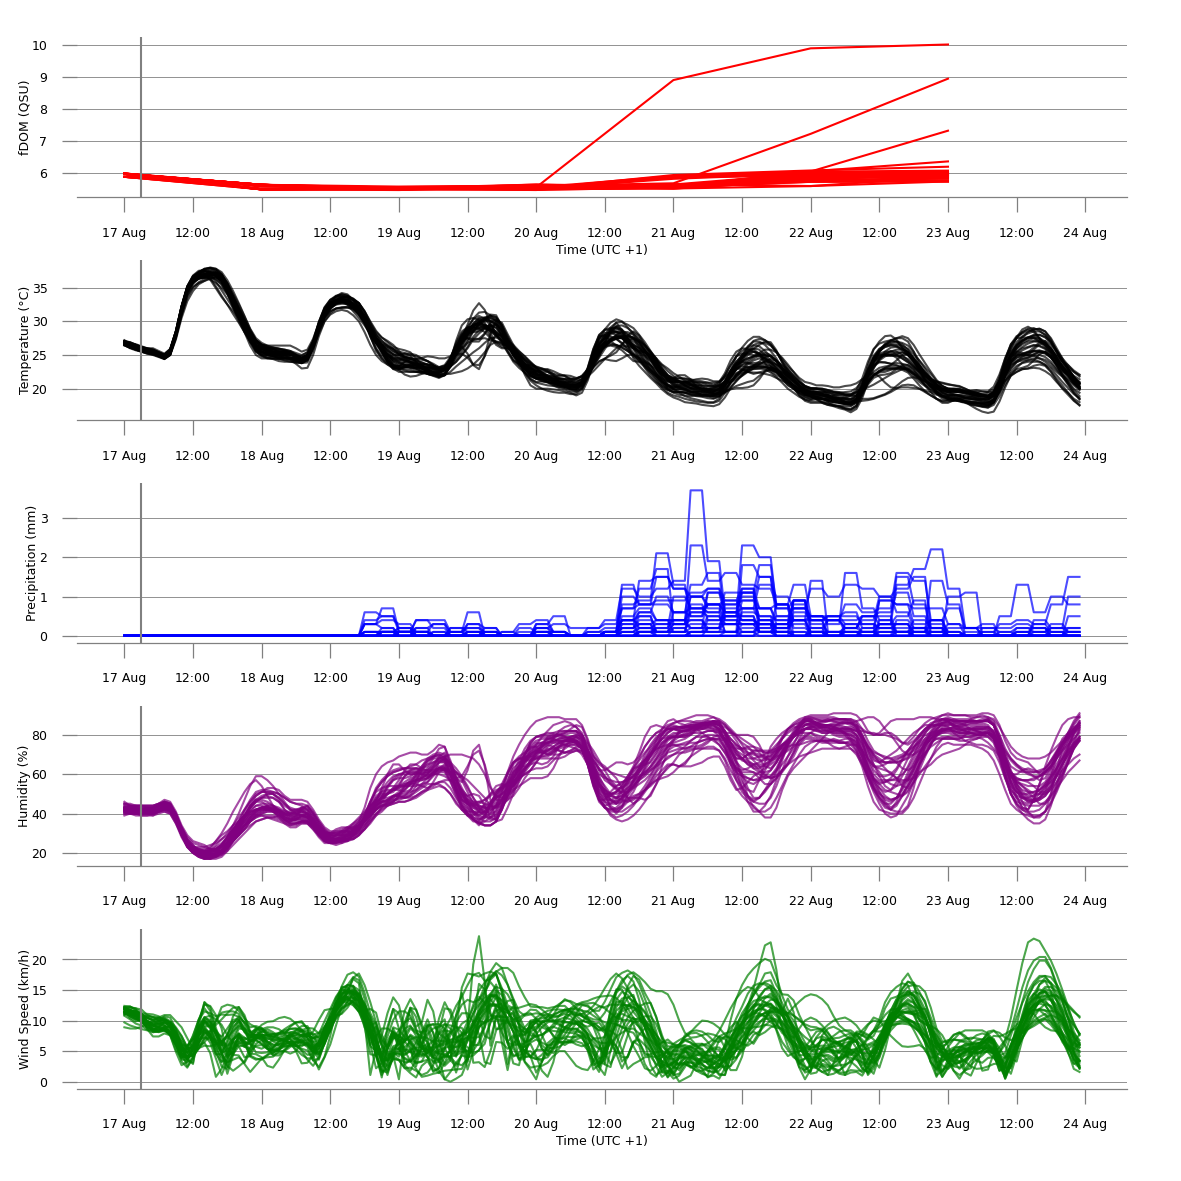 fDOM (QSU)
10
9
8
7
6
17 Aug 12:00 18 Aug 12:00 19 Aug 12:00 20 Aug 12:00 21 Aug 12:00 22 Aug 12:00 23 Aug 12:00 24 Aug
Time (UTC +1)
Temperature (°C)
35
30
25
20
17 Aug 12:00 18 Aug 12:00 19 Aug 12:00 20 Aug 12:00 21 Aug 12:00 22 Aug 12:00 23 Aug 12:00 24 Aug
Precipitation (mm)
3
2
1
0
17 Aug 12:00 18 Aug 12:00 19 Aug 12:00 20 Aug 12:00 21 Aug 12:00 22 Aug 12:00 23 Aug 12:00 24 Aug
Humidity (%)
80
60
40
20
17 Aug 12:00 18 Aug 12:00 19 Aug 12:00 20 Aug 12:00 21 Aug 12:00 22 Aug 12:00 23 Aug 12:00 24 Aug
Wind Speed (km/h)
20
15
10
5
0
17 Aug 12:00 18 Aug 12:00 19 Aug 12:00 20 Aug 12:00 21 Aug 12:00 22 Aug 12:00 23 Aug 12:00 24 Aug
Time (UTC +1)